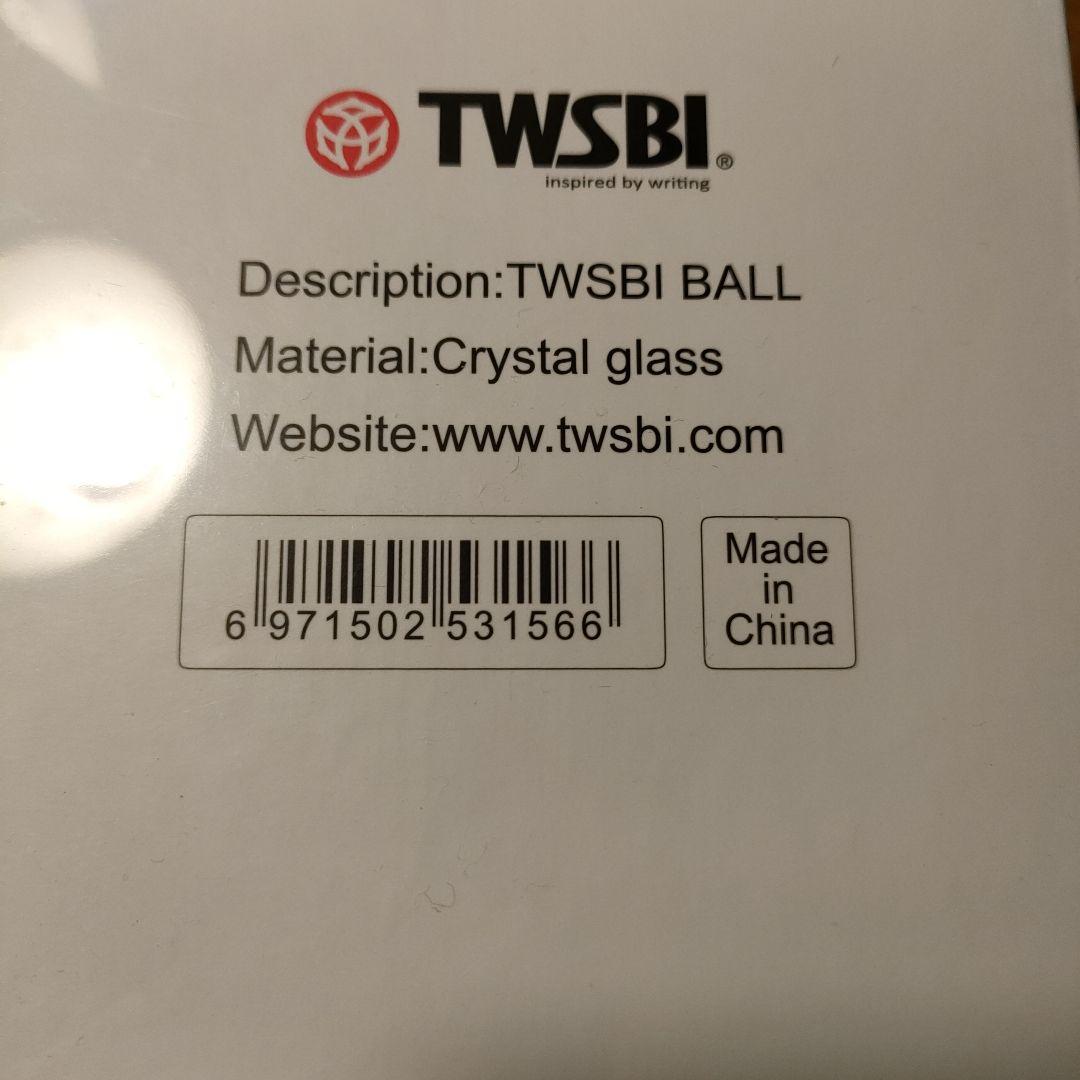 TWSBI®
inspired by writing
Description:TWSBI BALL
Material:Crystal glass
Website:www.twsbi.com
6 971502 531566
Made
in
China